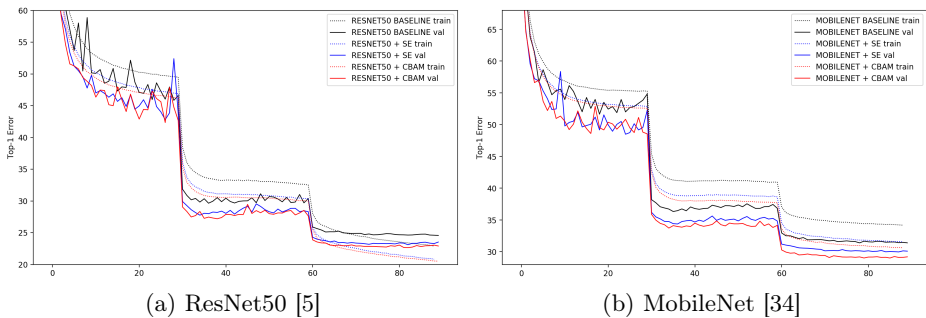 RESNET50 BASELINE train
RESNET50 BASELINE val
RESNET50 + SE train
RESNET50 + SE val
RESNET50 + CBAM train
RESNET50 + CBAM val
Top-1 Error
60
55
50
45
40
35
30
25
20
0 20 40 60 80
(a) ResNet50 [5]
MOBILENET BASELINE train
MOBILENET BASELINE val
MOBILENET + SE train
MOBILENET + SE val
MOBILENET + CBAM train
MOBILENET + CBAM val
Top-1 Error
65
60
55
50
45
40
35
30
0 20 40 60 80
(b) MobileNet [34]